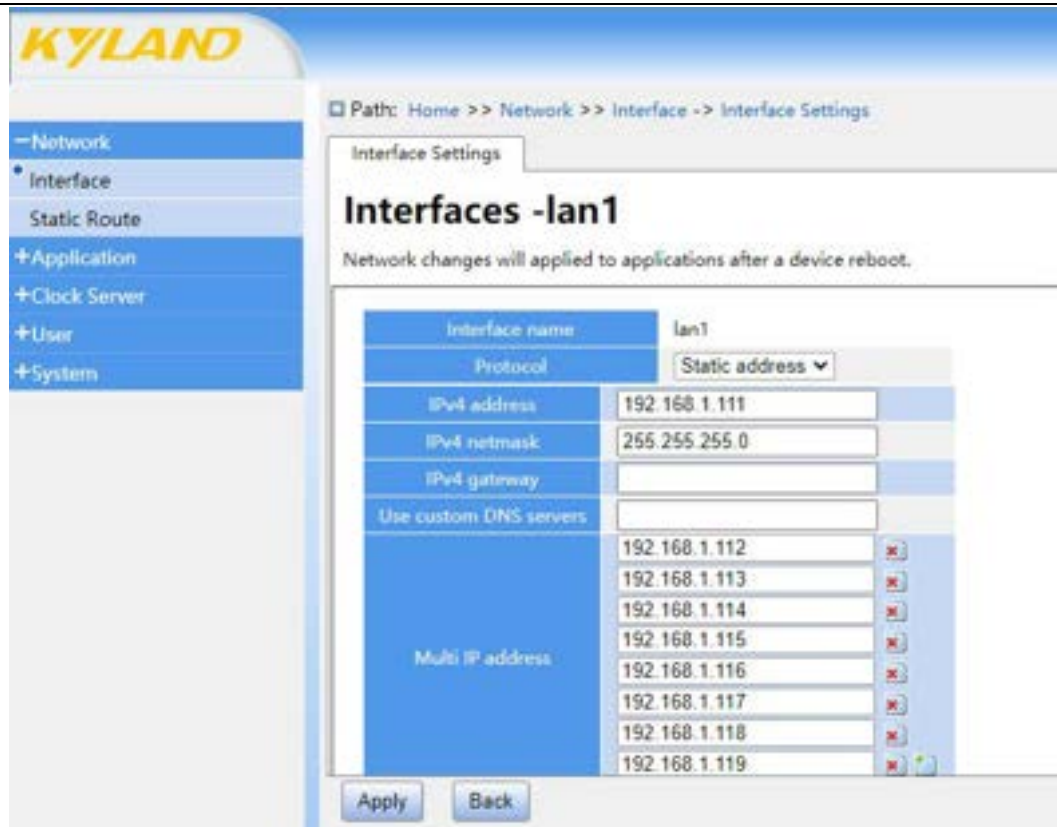 KYLAND
Path: Home >> Network >> Interface -> Interface Settings
−Network
Interface
Static Route
+Application
+Clock Server
+User
+System
Interface Settings
Interfaces -lan1
Network changes will applied to applications after a device reboot.
Interface name lan1
Protocol Static address
IPv4 address 192.168.1.111
IPv4 netmask 255.255.255.0
IPv4 gateway
Use custom DNS servers
Multi IP address
192.168.1.112
192.168.1.113
192.168.1.114
192.168.1.115
192.168.1.116
192.168.1.117
192.168.1.118
192.168.1.119
Apply Back